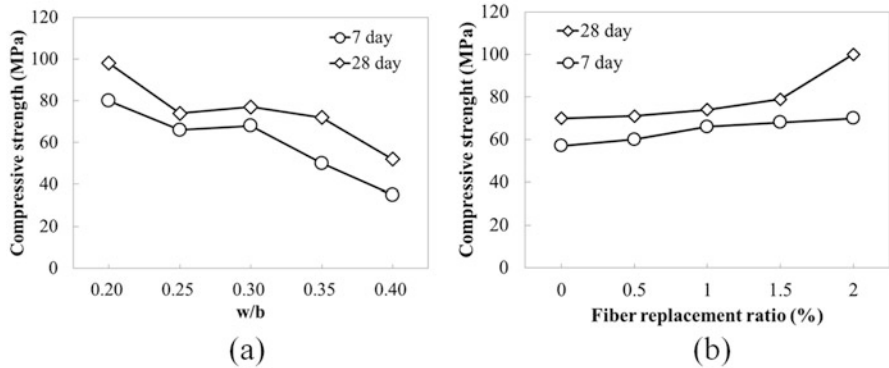 Compressive strength (MPa)
120
100
80
60
40
20
0
7 day
28 day
0.20 0.25 0.30 0.35 0.40
w/b
(a)
Compressive strenght (MPa)
120
100
80
60
40
20
0
28 day
7 day
0 0.5 1 1.5 2
Fiber replacement ratio (%)
(b)